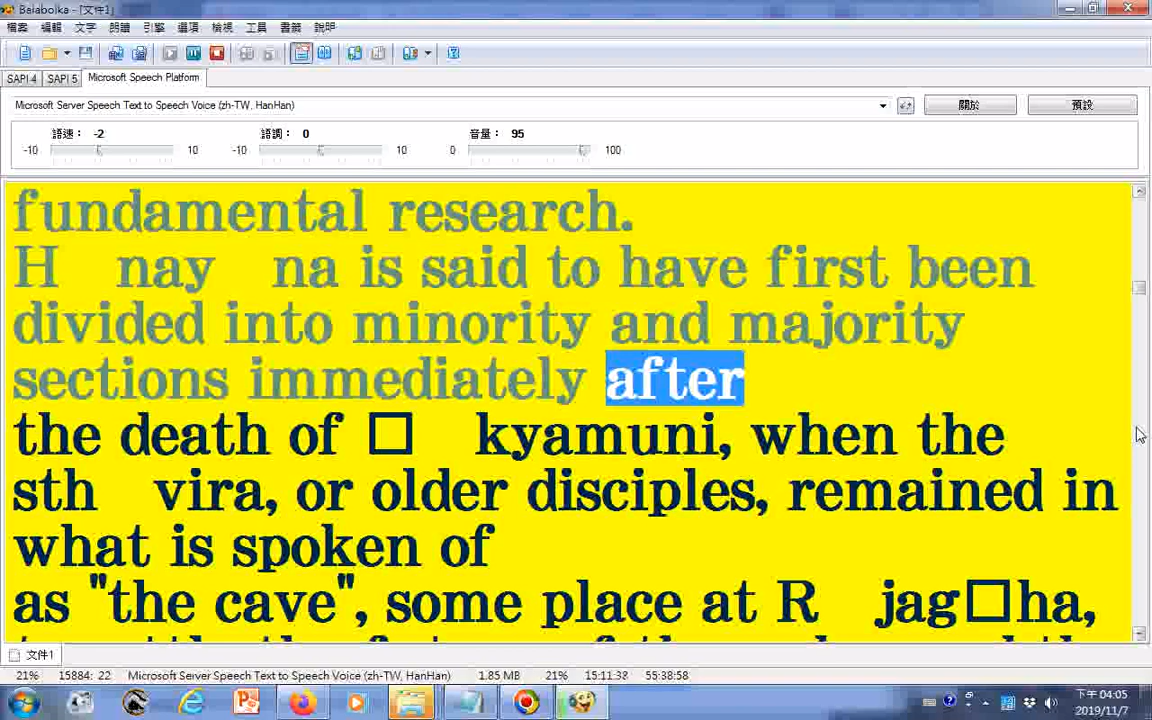 Balabolka - [文件1]
檔案 編輯 文字 朗讀 引擎 選項 檢視 工具 書籤 說明
SAPI 4 SAPI 5 Microsoft Speech Platform
Microsoft Server Speech Text to Speech Voice (zh-TW, HanHan) 關於 預設
語速： -2 語調： 0 音量： 95
-10 10 -10 10 0 100
fundamental research.
H nay na is said to have first been
divided into minority and majority
sections immediately after
the death of □ kyamuni, when the
sth vira, or older disciples, remained in
what is spoken of
as "the cave", some place at R jag□ha,
文件1
21% 15884: 22 Microsoft Server Speech Text to Speech Voice (zh-TW, HanHan) 1.85 MB 21% 15:11:38 55:38:58
下午 04:05
2019/11/7